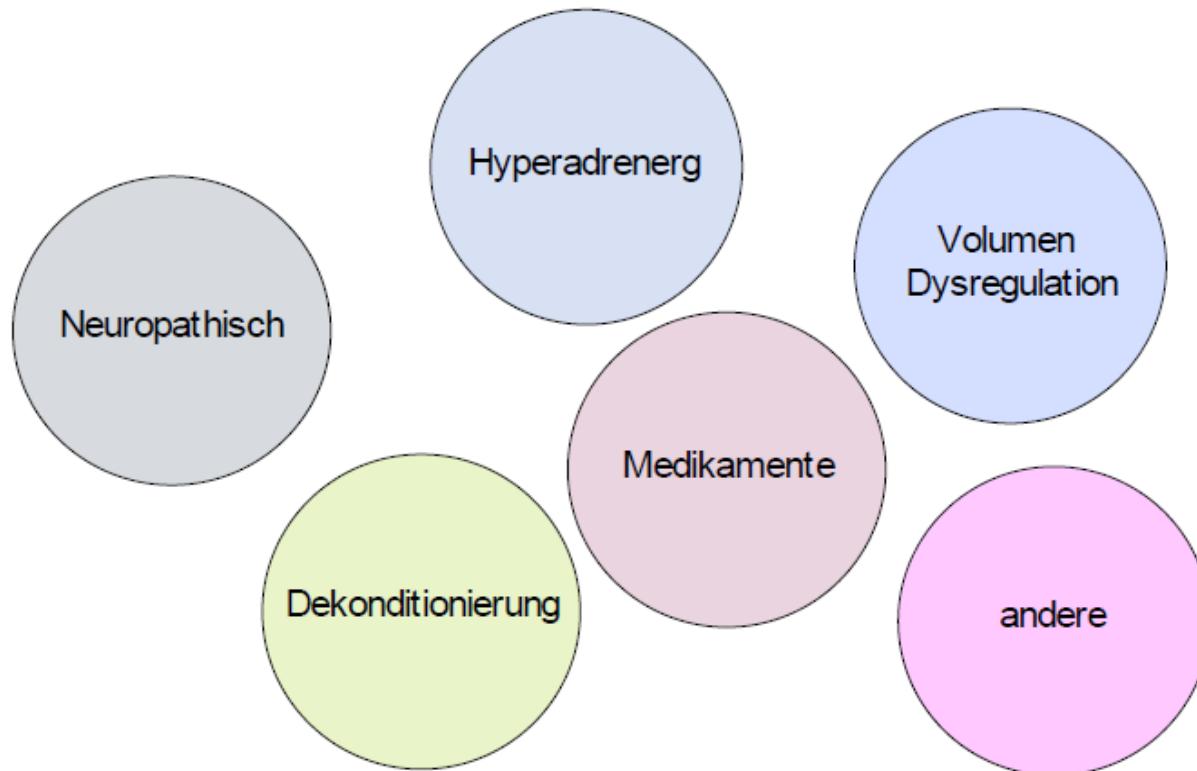 Hyperadrenerg
Volumen
Dysregulation
Neuropathisch
Medikamente
Dekonditionierung
andere